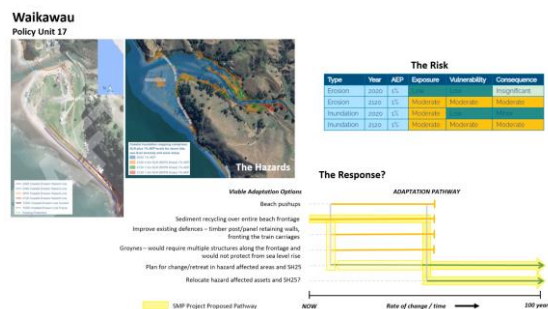 Waikawau
Policy Unit 17
The Hazards
The Risk
Type Year AEP Exposure Vulnerability Consequence
Erosion 2020 1% Low Low Insignificant
Erosion 2020 1% Moderate Moderate Moderate
Inundation 2020 1% Moderate Low Minor
Inundation 2020 1% Moderate Moderate Moderate
The Response?
Viable Adaptation Options
ADAPTATION PATHWAY
Beach pushups
Sediment recycling over entire beach frontage
Improve existing defences – timber post/panel retaining walls,
fronting the train carriages
Groynes – would require multiple structures along the frontage and
would not protect from sea level rise
Plan for change/retreat in hazard affected areas and SH25
Relocate hazard affected assets and SH25?
SMP Project Proposed Pathway
NOW
Rate of change / time
100 years